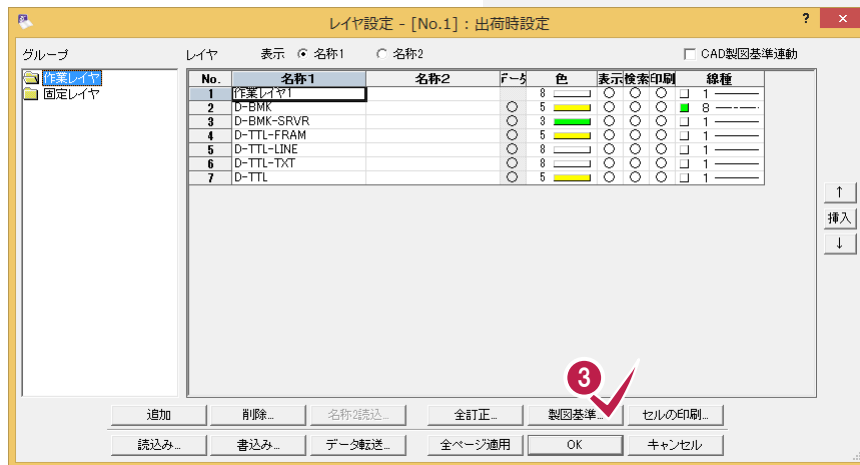 レイヤ設定 - [No.1] : 出荷時設定 ? ×
グループ レイヤ 表示 名称1 名称2 CAD製図基準連動
作業レイヤ
固定レイヤ
No. 名称1 名称2 データ 色 表示 検索 印刷 線種
1 作業レイヤ1 8 1
2 D-BMK 5 8
3 D-BMK-SRVR 3 1
4 D-TTL-FRAM 5 1
5 D-TTL-LINE 8 1
6 D-TTL-TXT 8 1
7 D-TTL 5 1
↑
挿入
↓
3
追加 削除... 名称2読込... 全訂正... 製図基準... セルの印刷...
読込み... 書込み... データ転送... 全ページ適用 OK キャンセル